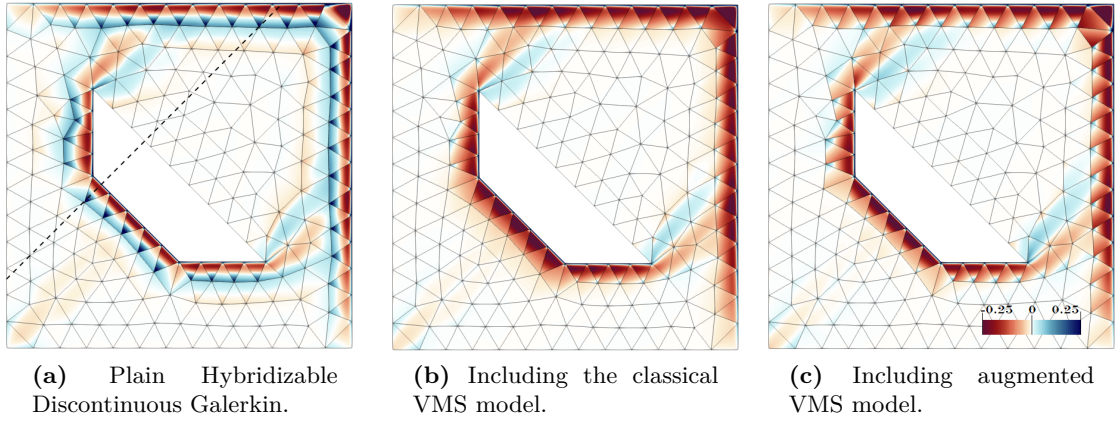 -0.25 0 0.25
(a) Plain Hybridizable
Discontinuous Galerkin.
(b) Including the classical
VMS model.
(c) Including augmented
VMS model.